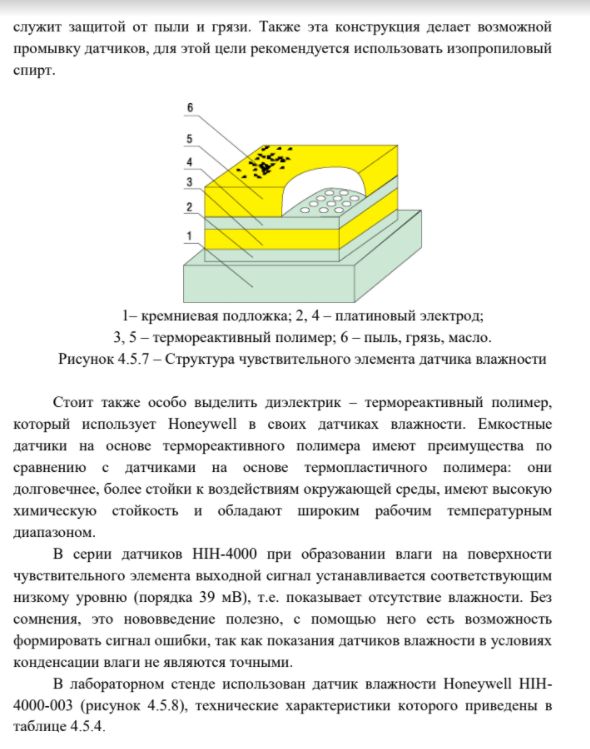 служит защитой от пыли и грязи. Также эта конструкция делает возможной
промывку датчиков, для этой цели рекомендуется использовать изопропиловый
спирт.
6
5
4
3
2
1
1– кремниевая подложка; 2, 4 – платиновый электрод;
3, 5 – термореактивный полимер; 6 – пыль, грязь, масло.
Рисунок 4.5.7 – Структура чувствительного элемента датчика влажности
Стоит также особо выделить диэлектрик – термореактивный полимер,
который использует Honeywell в своих датчиках влажности. Емкостные
датчики на основе термореактивного полимера имеют преимущества по
сравнению с датчиками на основе термопластичного полимера: они
долговечнее, более стойки к воздействиям окружающей среды, имеют высокую
химическую стойкость и обладают широким рабочим температурным
диапазоном.
В серии датчиков HIH-4000 при образовании влаги на поверхности
чувствительного элемента выходной сигнал устанавливается соответствующим
низкому уровню (порядка 39 мВ), т.е. показывает отсутствие влажности. Без
сомнения, это нововведение полезно, с помощью него есть возможность
формировать сигнал ошибки, так как показания датчиков влажности в условиях
конденсации влаги не являются точными.
В лабораторном стенде использован датчик влажности Honeywell HIH-
4000-003 (рисунок 4.5.8), технические характеристики которого приведены в
таблице 4.5.4.